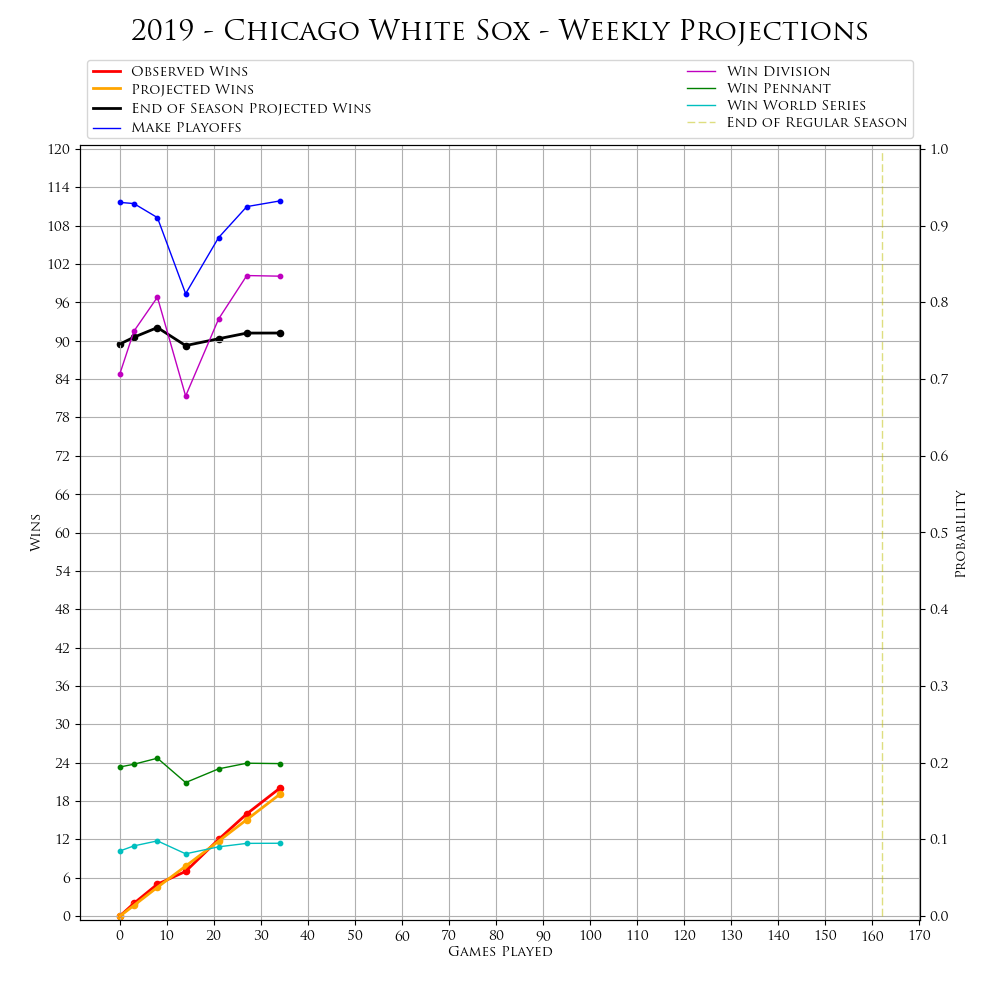 2019 - Chicago White Sox - Weekly Projections
Observed Wins
Projected Wins
End of Season Projected Wins
Make Playoffs
Win Division
Win Pennant
Win World Series
End of Regular Season
120
114
108
102
96
90
84
78
72
66
60
54
48
42
36
30
24
18
12
6
0
Wins
1.0
0.9
0.8
0.7
0.6
0.5
0.4
0.3
0.2
0.1
0.0
Probability
0 10 20 30 40 50 60 70 80 90 100 110 120 130 140 150 160 170
Games Played